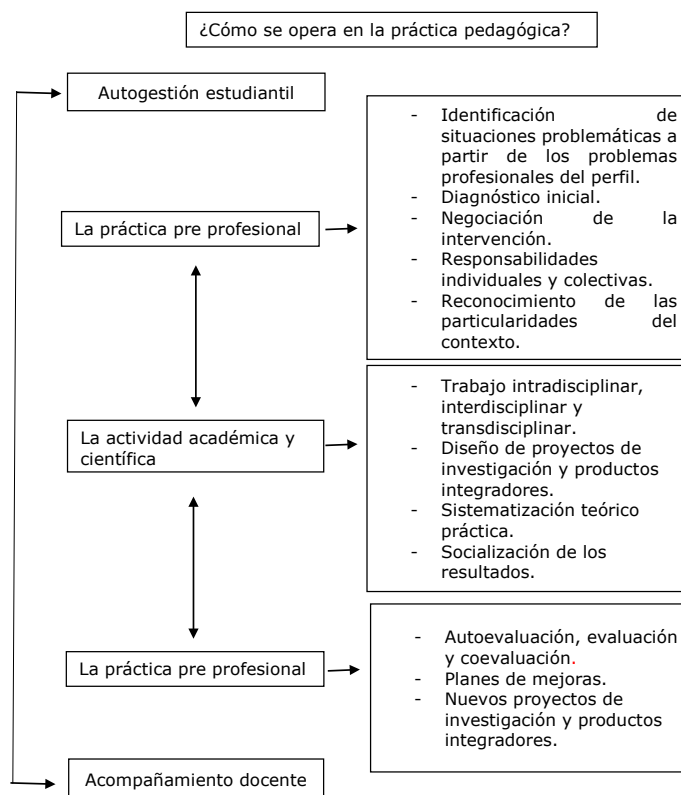 ¿Cómo se opera en la práctica pedagógica?
Autogestión estudiantil
- Identificación de
situaciones problemáticas a
partir de los problemas
profesionales del perfil.
- Diagnóstico inicial.
- Negociación de la
intervención.
- Responsabilidades
individuales y colectivas.
- Reconocimiento de las
particularidades del
contexto.
La práctica pre profesional
- Trabajo intradisciplinar,
interdisciplinar y
transdisciplinar.
- Diseño de proyectos de
investigación y productos
integradores.
- Sistematización teórico
práctica.
- Socialización de los
resultados.
La actividad académica y
científica
- Autoevaluación, evaluación
y coevaluación.
- Planes de mejoras.
- Nuevos proyectos de
investigación y productos
integradores.
La práctica pre profesional
Acompañamiento docente